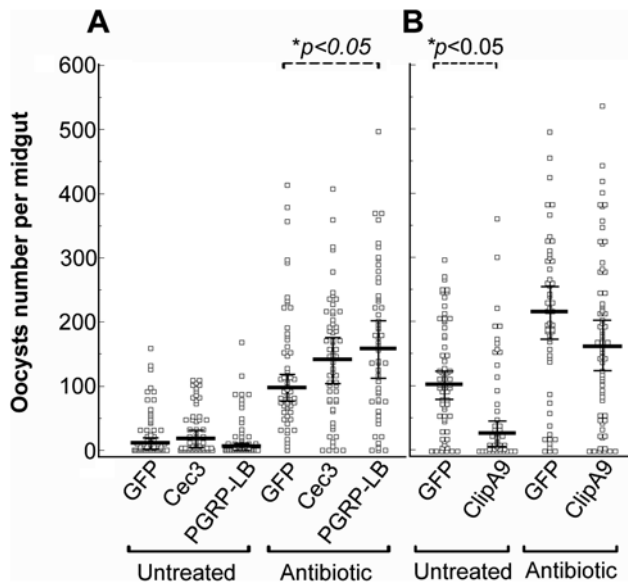 A
B
*p<0.05
*p<0.05
Oocysts number per midgut
600
500
400
300
200
100
0
GFP
Cec3
PGRP-LB
GFP
Cec3
PGRP-LB
GFP
ClipA9
GFP
ClipA9
Untreated
Antibiotic
Untreated
Antibiotic